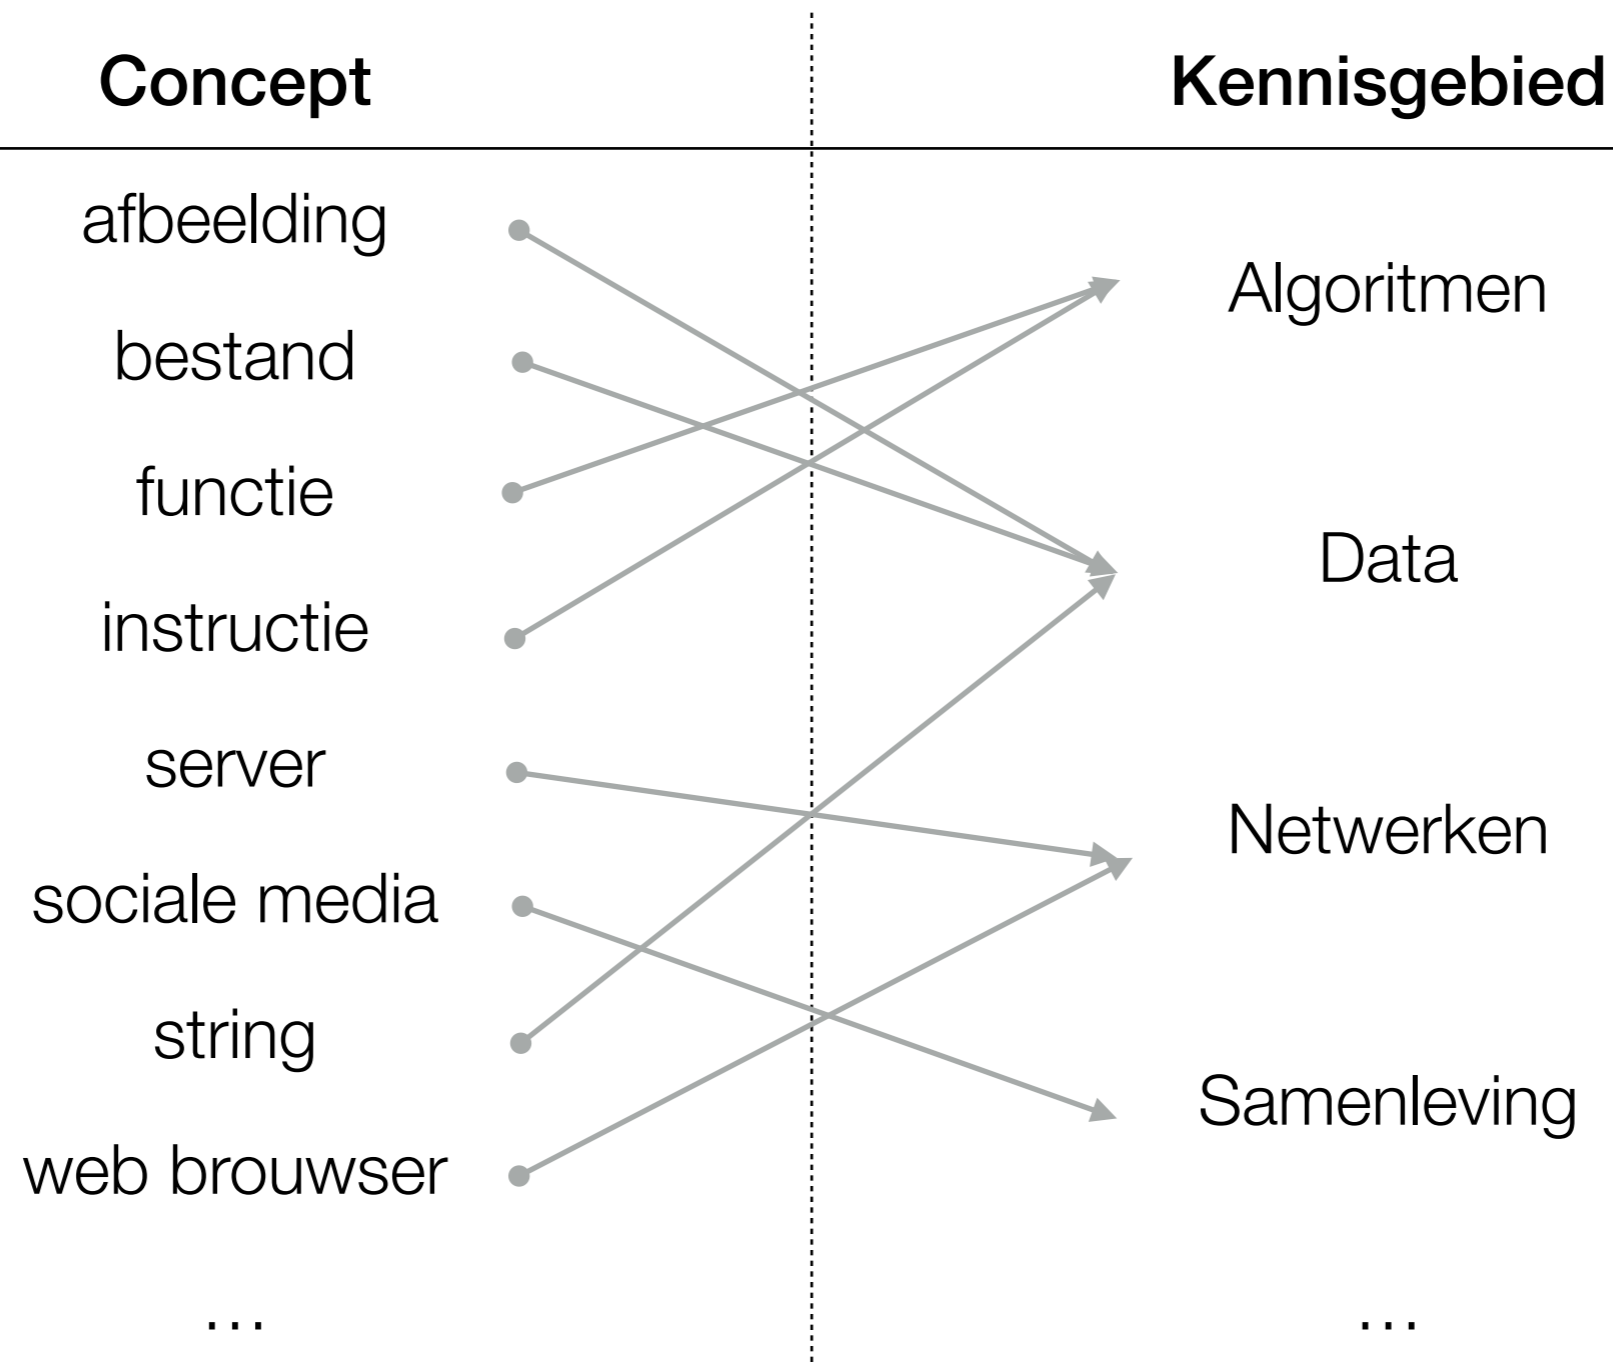 Concept
Kennisgebied
afbeelding
bestand
functie
instructie
server
sociale media
string
web brouwser
...
Algoritmen
Data
Netwerken
Samenleving
...